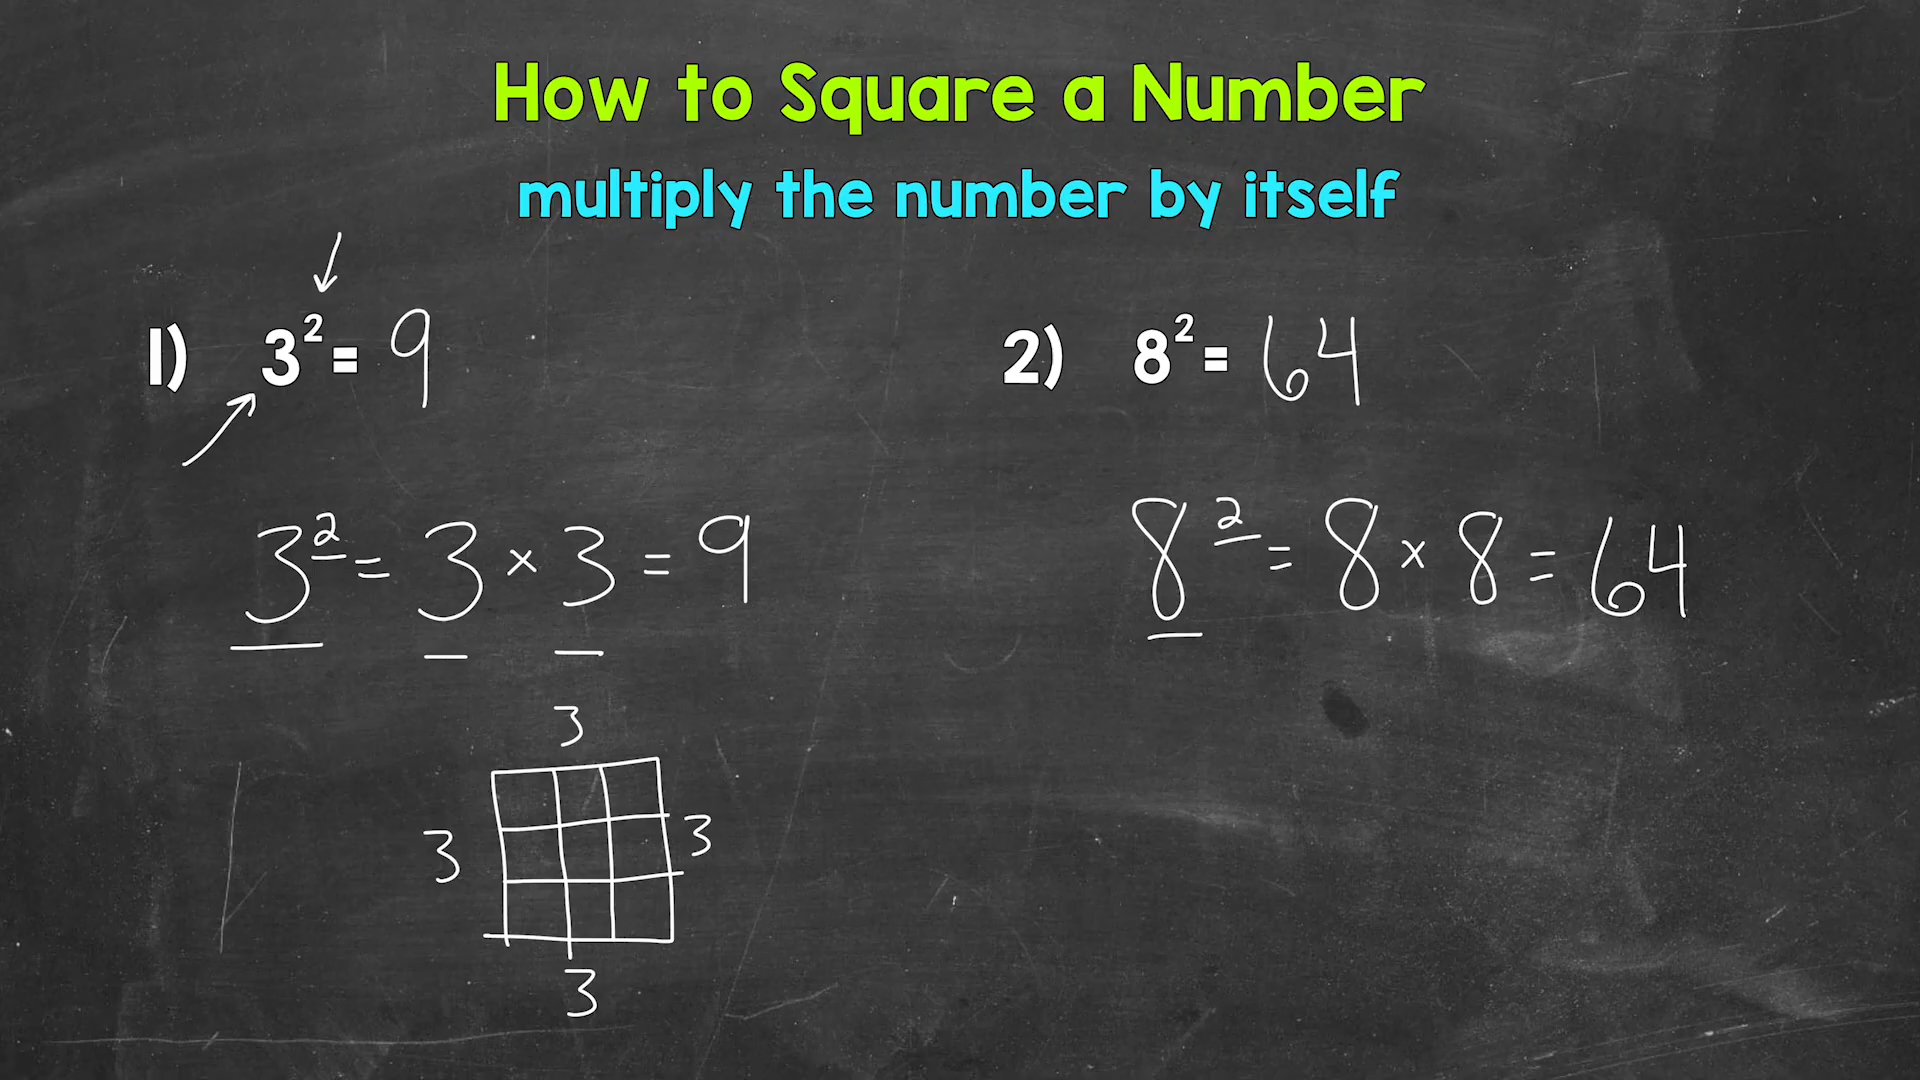 How to Square a Number
multiply the number by itself
1) 3² = 9
2) 8² = 64
3² = 3 × 3 = 9
8² = 8 × 8 = 64
3
3 3
3